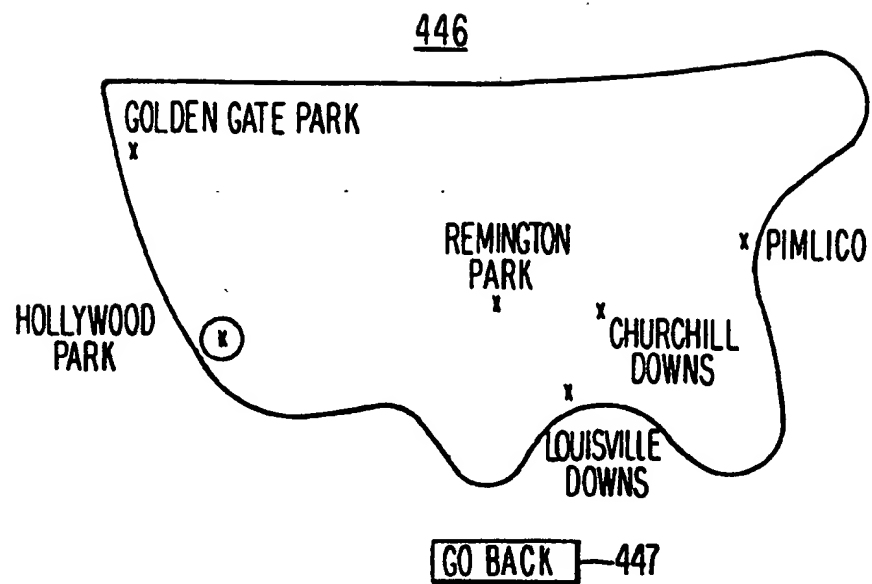 446
GOLDEN GATE PARK
x
REMINGTON
PARK
x
x PIMLICO
HOLLYWOOD
PARK
x
x
CHURCHILL
DOWNS
x
LOUISVILLE
DOWNS
GO BACK 447